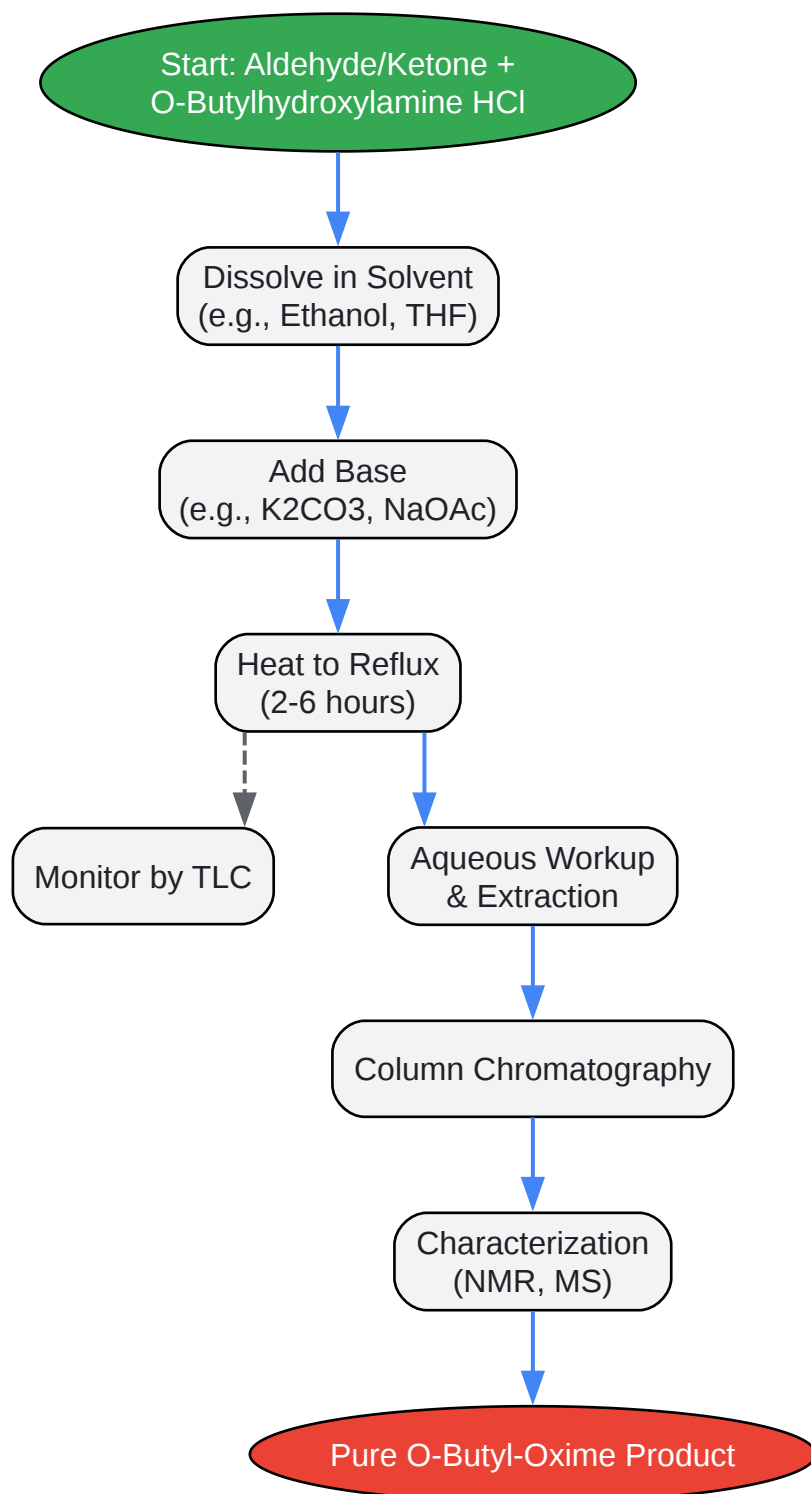 Start: Aldehyde/Ketone +
O-Butylhydroxylamine HCl
Dissolve in Solvent
(e.g., Ethanol, THF)
Add Base
(e.g., K2CO3, NaOAc)
Heat to Reflux
(2-6 hours)
Monitor by TLC
Aqueous Workup
& Extraction
Column Chromatography
Characterization
(NMR, MS)
Pure O-Butyl-Oxime Product